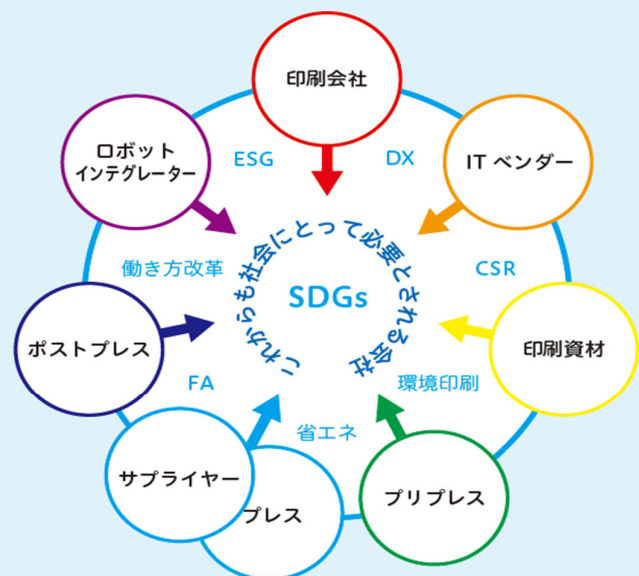 印刷会社
ロボット
インテグレーター
ESG
DX
ITベンダー
これからも社会にとって必要とされる会社
SDGs
働き方改革
CSR
ポストプレス
印刷資材
FA
環境印刷
省エネ
サプライヤー
プレス
プリプレス